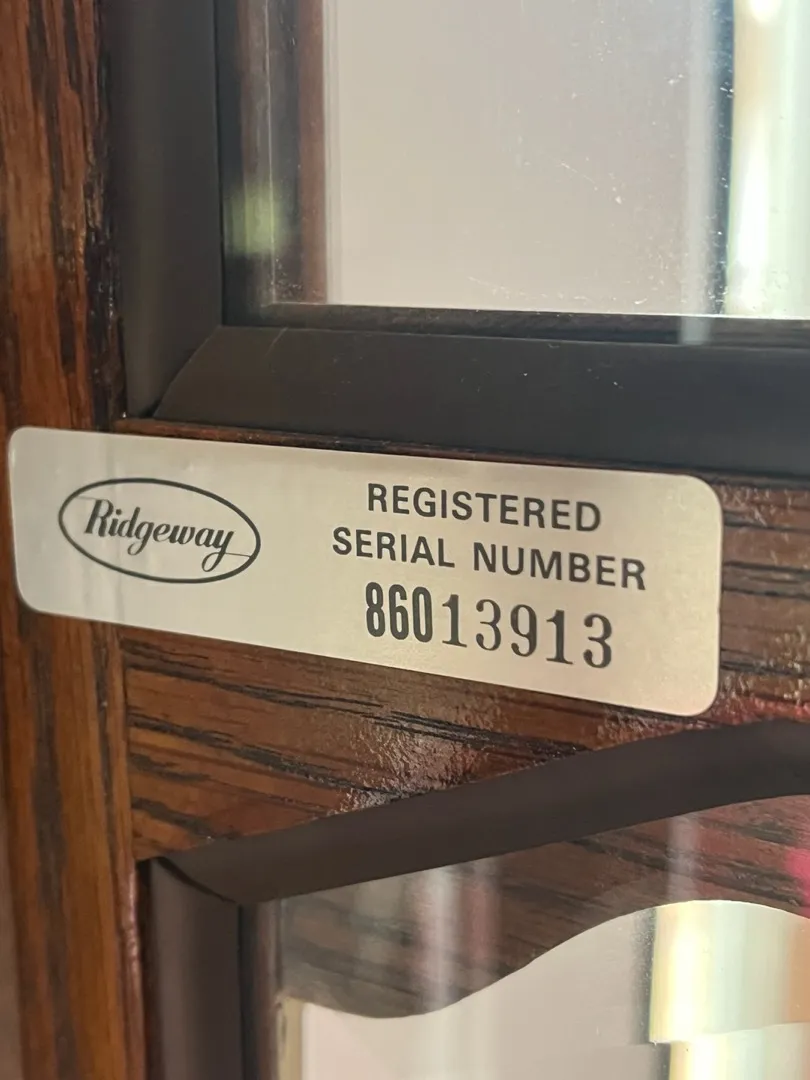 Ridgeway
REGISTERED
SERIAL NUMBER
86013913